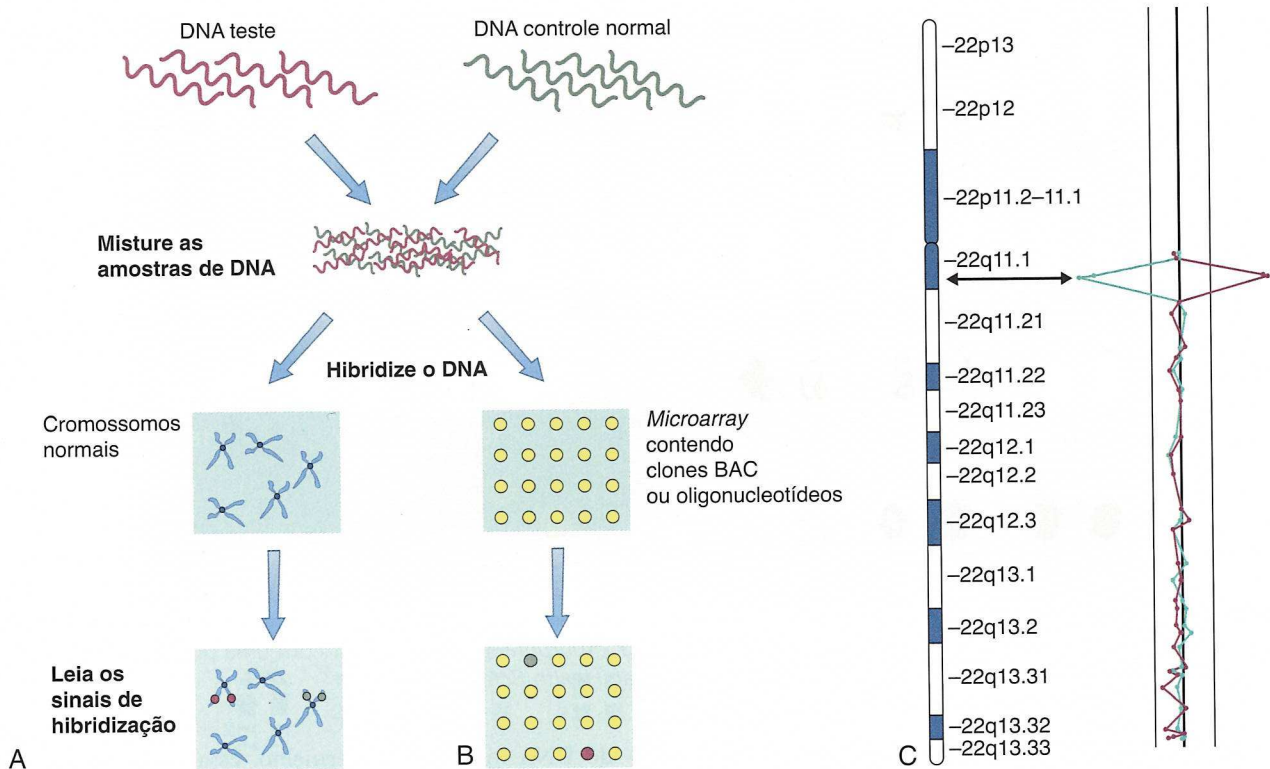 DNA teste
DNA controle normal
Misture as
amostras de DNA
Hibridize o DNA
Cromossomos
normais
Microarray
contendo
clones BAC
ou oligonucleotídeos
Leia os
sinais de
hibridização
A
B
–22p13
–22p12
–22p11.2–11.1
–22q11.1
–22q11.21
–22q11.22
–22q11.23
–22q12.1
–22q12.2
–22q12.3
–22q13.1
–22q13.2
–22q13.31
–22q13.32
–22q13.33
C